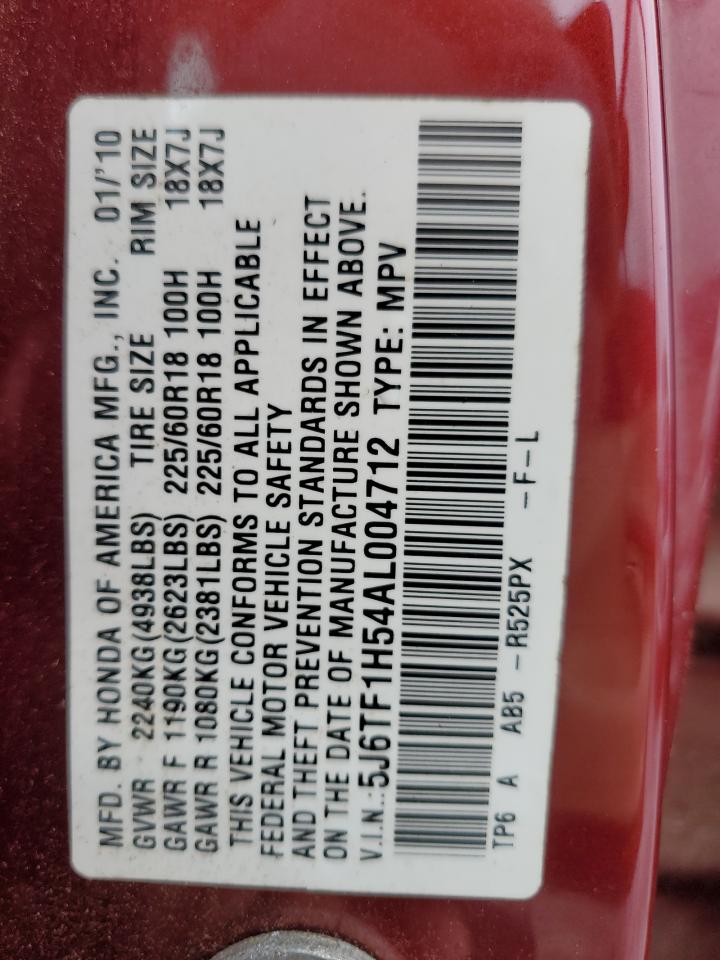 MFD. BY HONDA OF AMERICA MFG., INC. 01/'10
GVWR - 2240KG(4938LBS) TIRE SIZE RIM SIZE
GAWR F 1190KG(2623LBS) 225/60R18 100H 18X7J
GAWR R 1080KG(2381LBS) 225/60R18 100H 18X7J
THIS VEHICLE CONFORMS TO ALL APPLICABLE
FEDERAL MOTOR VEHICLE SAFETY
AND THEFT PREVENTION STANDARDS IN EFFECT
ON THE DATE OF MANUFACTURE SHOWN ABOVE.
V.I.N.:5J6TF1H54AL004712 TYPE: MPV
TP6 A AB5 -R525PX -F-L